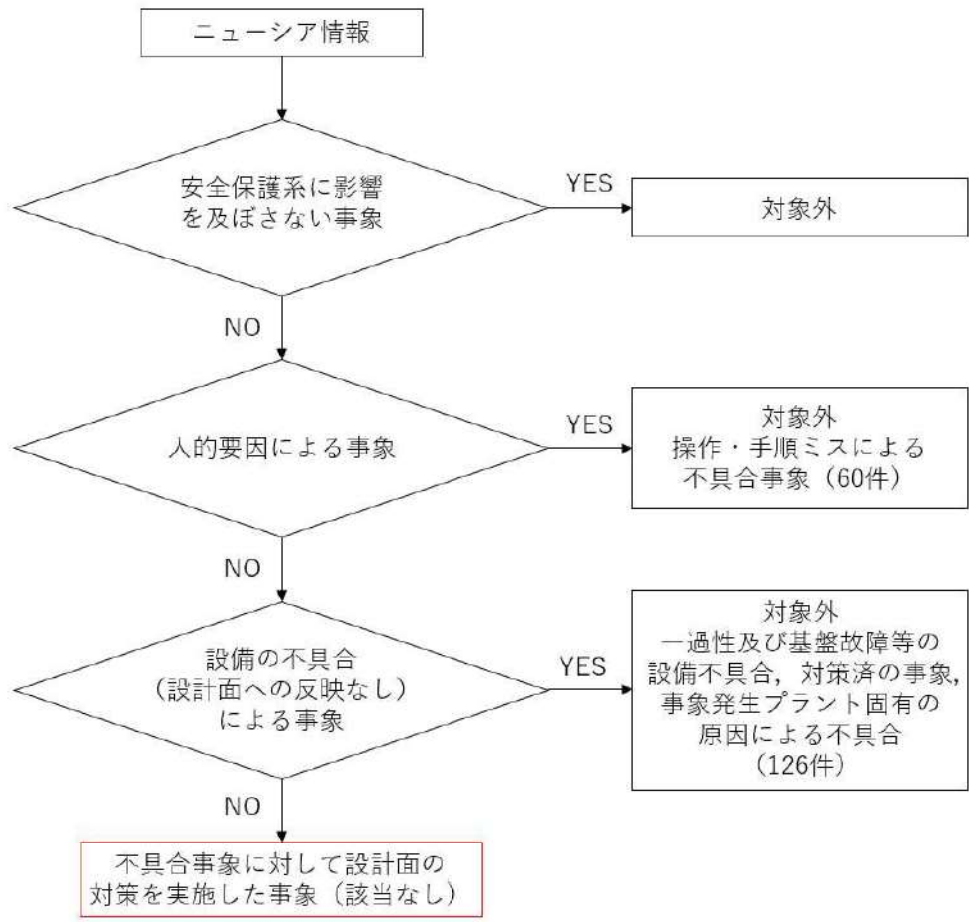 ニューシア情報
安全保護系に影響
を及ぼさない事象
YES
対象外
NO
人的要因による事象
YES
対象外
操作・手順ミスによる
不具合事象（60件）
NO
設備の不具合
（設計面への反映なし）
による事象
YES
対象外
一過性及び基盤故障等の
設備不具合，対策済の事象，
事象発生プラント固有の
原因による不具合
（126件）
NO
不具合事象に対して設計面の
対策を実施した事象（該当なし）